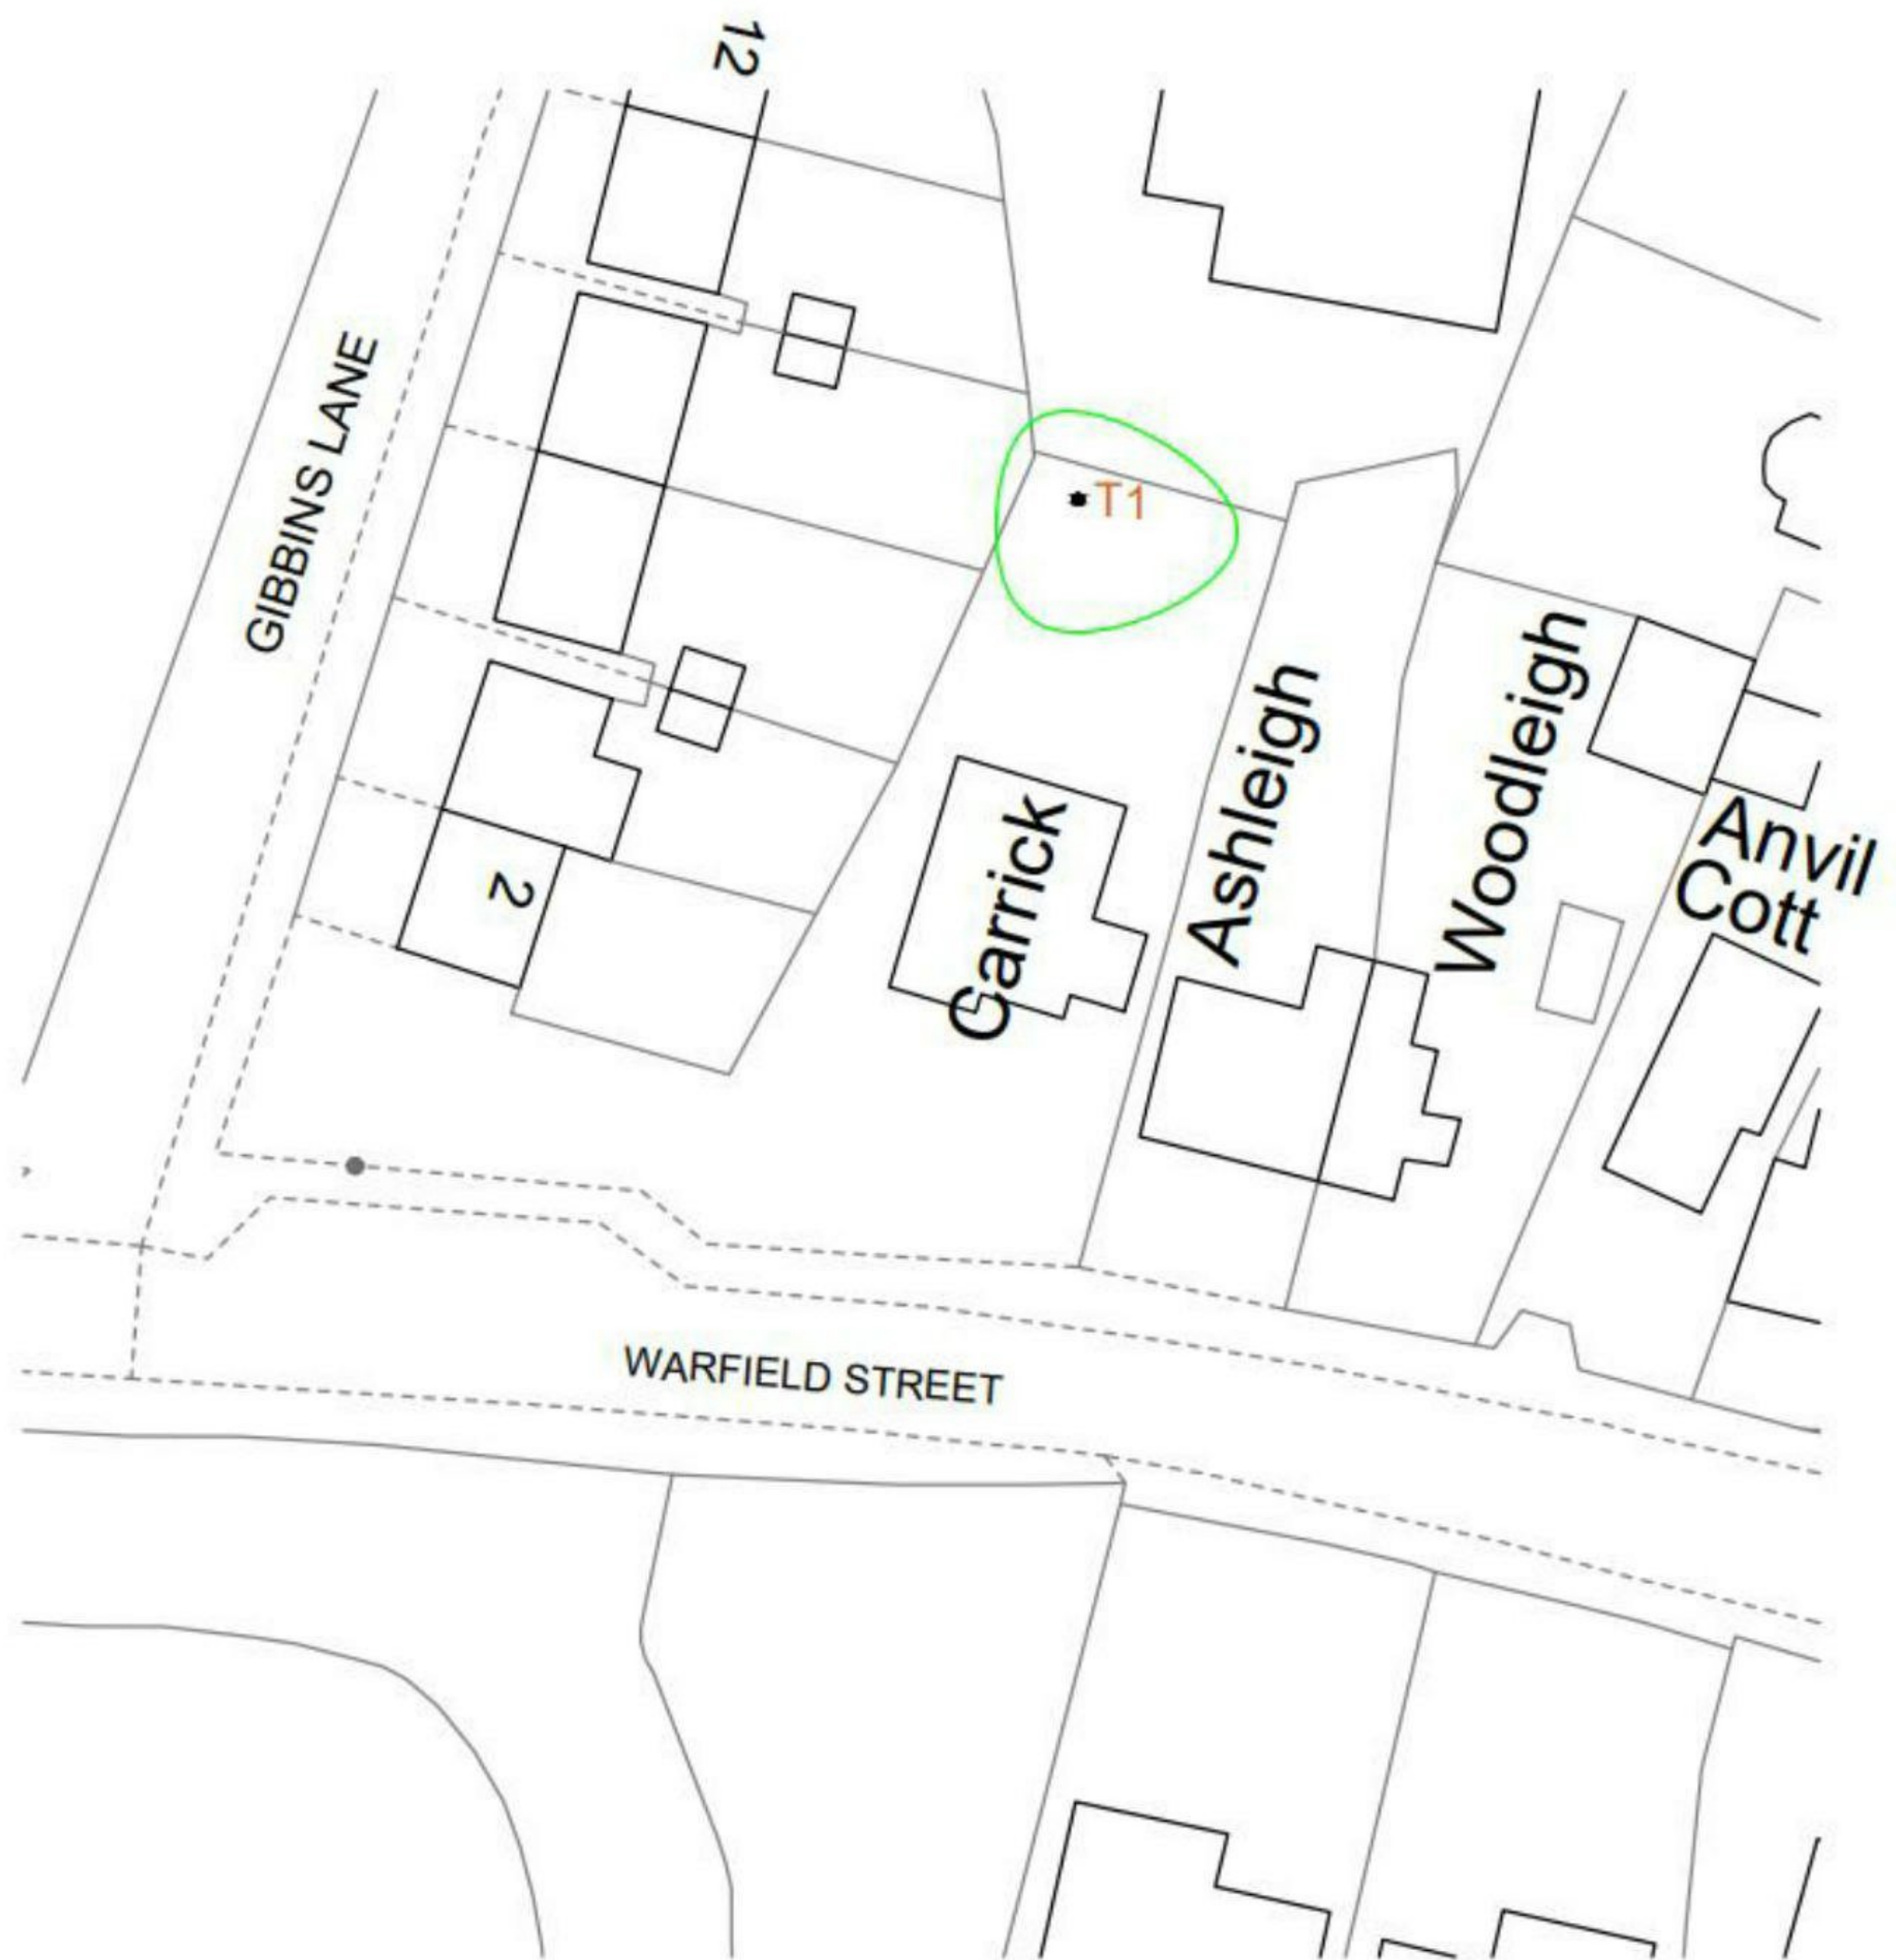 12
GIBBINS LANE
T1
Ashleigh
Woodleigh
Carrick
Anvil
Cott
2
WARFIELD STREET